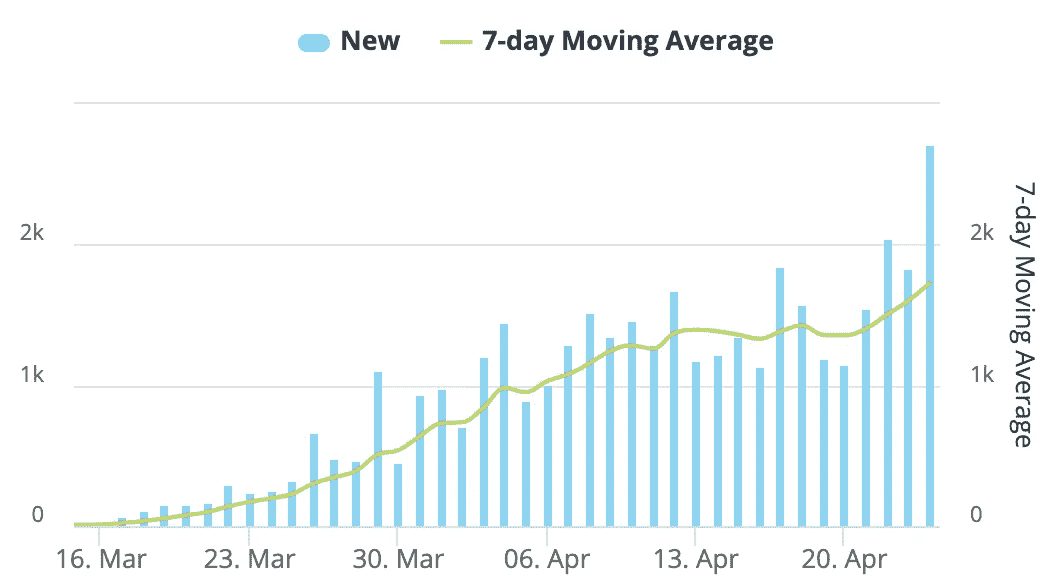 New 7-day Moving Average
2k 2k
1k 1k
0 0
7-day Moving Average
16. Mar 23. Mar 30. Mar 06. Apr 13. Apr 20. Apr